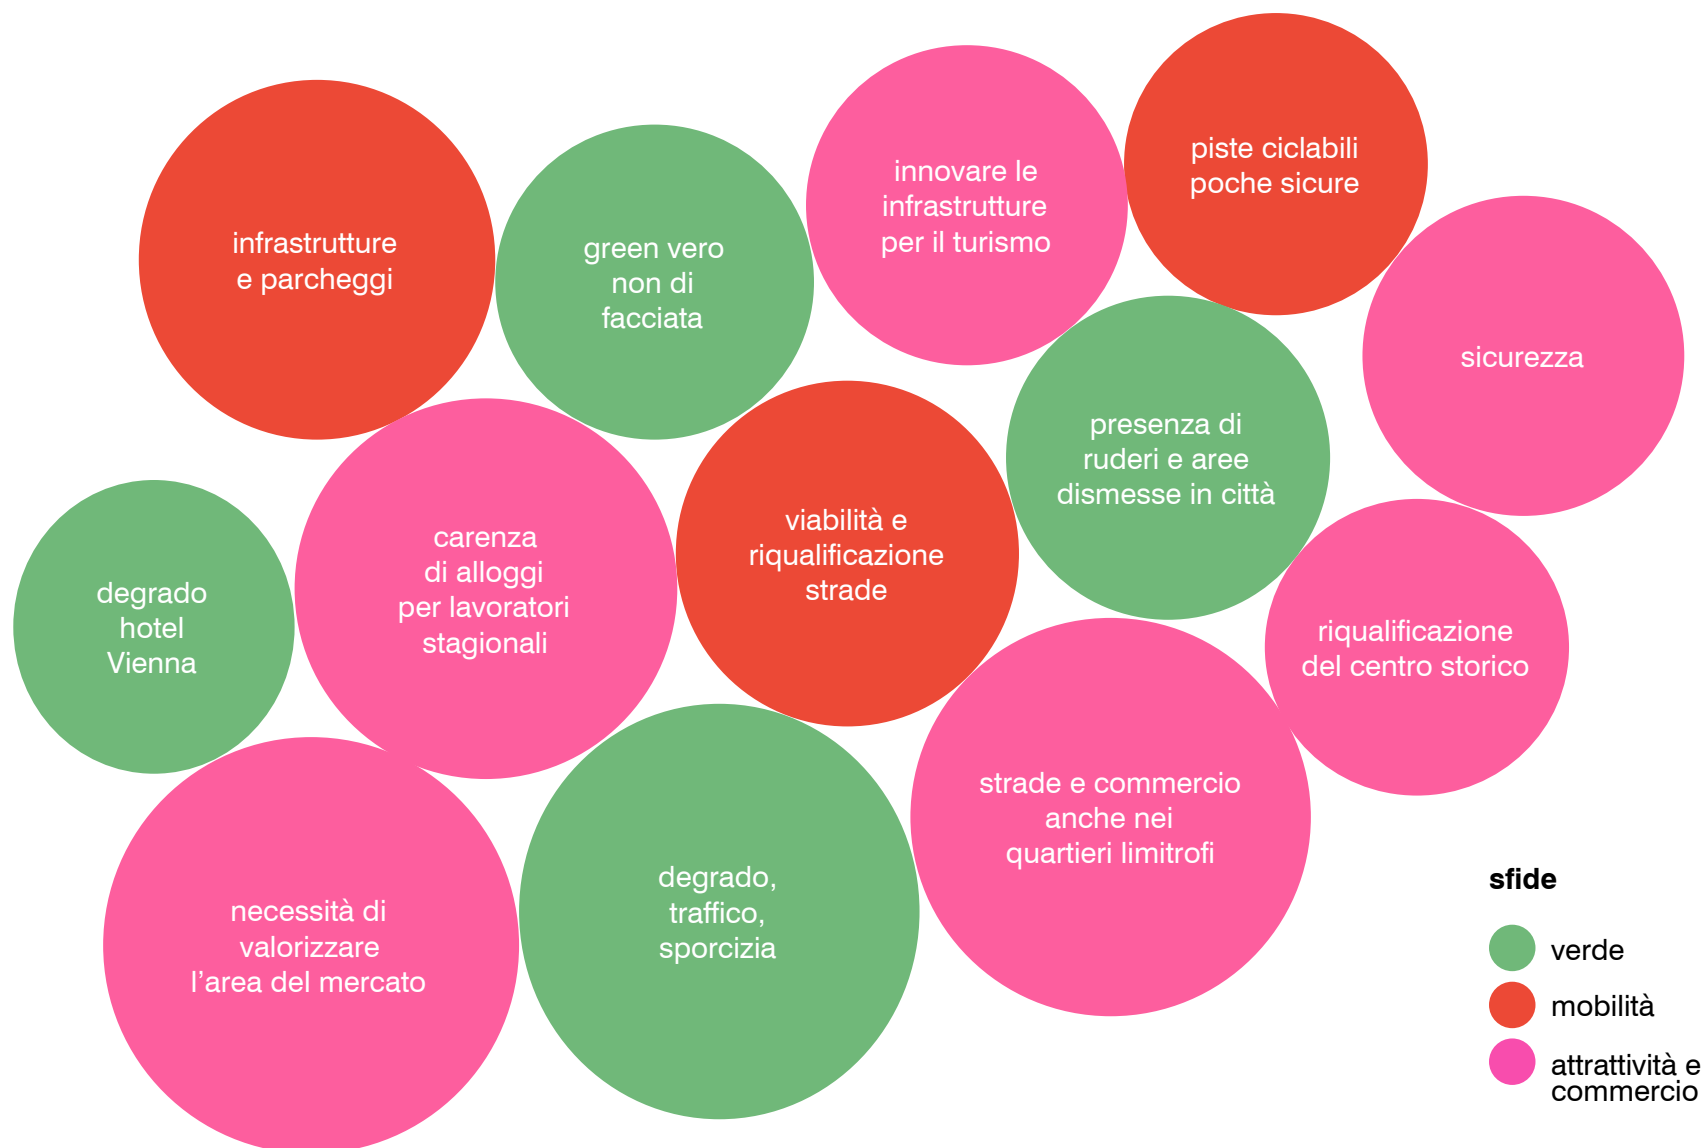 piste ciclabili
poche sicure
innovare le
infrastrutture
per il turismo
infrastrutture
e parcheggi
green vero
non di
facciata
sicurezza
presenza di
ruderi e aree
dismesse in città
viabilità e
riqualificazione
strade
carenza
di alloggi
per lavoratori
stagionali
degrado
hotel
Vienna
riqualificazione
del centro storico
strade e commercio
anche nei
quartieri limitrofi
degrado,
traffico,
sporcizia
necessità di
valorizzare
l’area del mercato
sfide
verde
mobilità
attrattività e
commercio